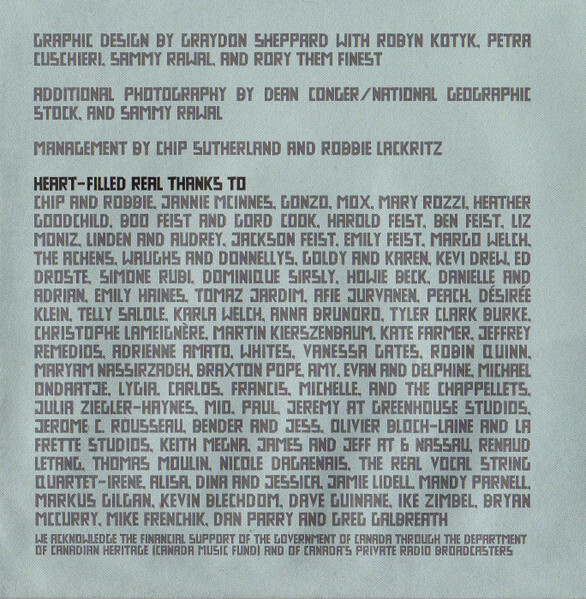 GRAPHIC DESIGN BY GRAYDON SHEPPARD WITH ROBYN KOTYK, PETRA
CUSCHIERI, SAMMY RAWAL, AND RORY THEM FINEST
ADDITIONAL PHOTOGRAPHY BY DEAN CONGER/NATIONAL GEOGRAPHIC
STOCK, AND SAMMY RAWAL
MANAGEMENT BY CHIP SUTHERLAND AND ROBBIE LACKRITZ
HEART-FILLED REAL THANKS TO
CHIP AND ROBBIE, JANNIE MCINNES, GONZO, MOX, MARY ROZZI, HEATHER
GOODCHILD, BOO FEIST AND GORD COOK, HAROLD FEIST, BEN FEIST, LIZ
MONIZ, LINDEN AND AUDREY, JACKSON FEIST, EMILY FEIST, MARGO WELCH,
THE ACHENS, WAUGHS AND DONNELLYS, GOLDY AND KAREN, KEVI DREW, ED
DROSTE, SIMONE RUBI, DOMINIQUE SIRSLY, HOWIE BECK, DANIELLE AND
ADRIAN, EMILY HAINES, TOMAZ JARDIM, AFIE JURVANEN, PEACH, DÉSIRÉE
KLEIN, TELLY SALOLE, KARLA WELCH, ANNA BRUNORO, TYLER CLARK BURKE,
CHRISTOPHE LAMEIGNÈRE, MARTIN KIERSZENBAUM, KATE FARMER, JEFFREY
REMEDIOS, ADRIENNE AMATO, WHITES, VANESSA GATES, ROBIN QUINN,
MARYAM NASSIRZADEH, BRAXTON POPE, AMY, EVAN AND DELPHINE, MICHAEL
ONDAATJE, LYGIA, CARLOS, FRANCIS, MICHELLE, AND THE CHAPPELLETS,
JULIA ZIEGLER-HAYNES, MIO, PAUL, JEREMY AT GREENHOUSE STUDIOS,
JEROME C. ROUSSEAU, BENDER AND JESS, OLIVIER BLOCH-LAINE AND LA
FRETTE STUDIOS, KEITH MEGNA, JAMES AND JEFF AT 6 NASSAU, RENAUD
LETANG, THOMAS MOULIN, NICOLE DAGAENAIS, THE REAL VOCAL STRING
QUARTET-IRENE, ALISA, DINA AND JESSICA, JAMIE LIDELL, MANDY PARNELL,
MARKUS GILGAN, KEVIN BLECHDOM, DAVE GUINANE, IKE ZIMBEL, BRYAN
MCCURRY, MIKE FRENCHIK, DAN PARRY AND GREG GALBREATH
WE ACKNOWLEDGE THE FINANCIAL SUPPORT OF THE GOVERNMENT OF CANADA THROUGH THE DEPARTMENT
OF CANADIAN HERITAGE (CANADA MUSIC FUND) AND OF CANADA'S PRIVATE RADIO BROADCASTERS